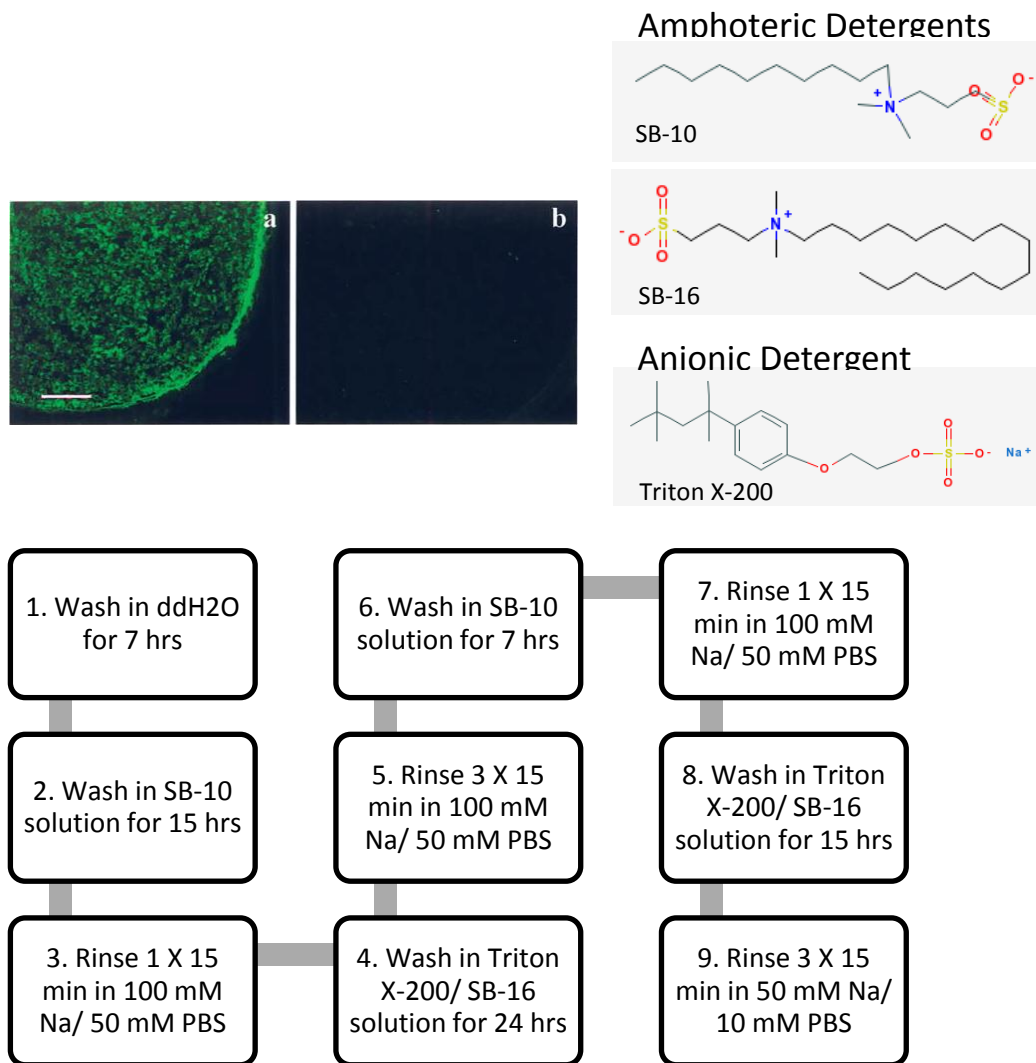 Amphoteric Detergents
O
O
-
+
N
S
O
SB-10
a
b
O
-
O
S
O
N
+
SB-16
Anionic Detergent
O
O
O
S
O
-
Na +
O
Triton X-200
1. Wash in ddH2O
for 7 hrs
2. Wash in SB-10
solution for 15 hrs
3. Rinse 1 X 15
min in 100 mM
Na/ 50 mM PBS
4. Wash in Triton
X-200/ SB-16
solution for 24 hrs
5. Rinse 3 X 15
min in 100 mM
Na/ 50 mM PBS
6. Wash in SB-10
solution for 7 hrs
7. Rinse 1 X 15
min in 100 mM
Na/ 50 mM PBS
8. Wash in Triton
X-200/ SB-16
solution for 15 hrs
9. Rinse 3 X 15
min in 50 mM Na/
10 mM PBS